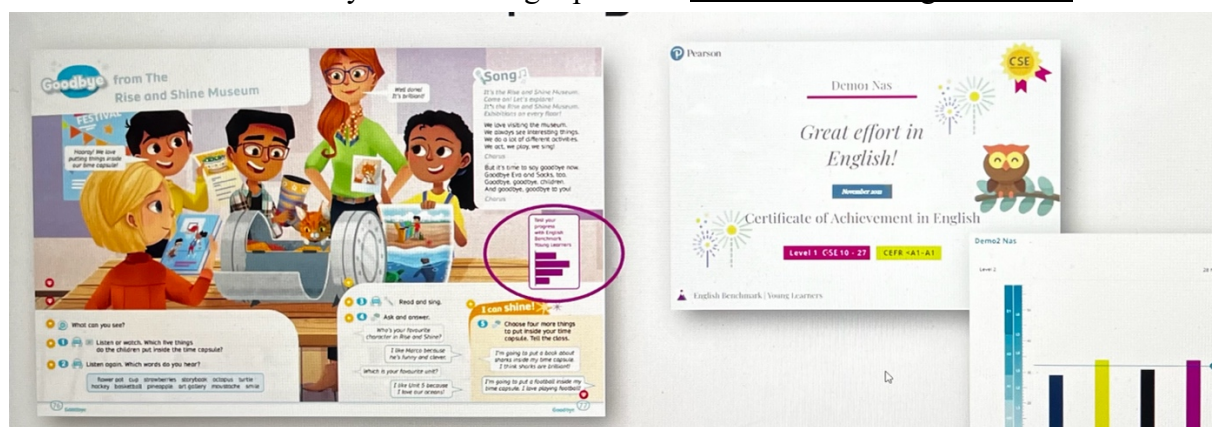 Goodbye
from The
Rise and Shine Museum
FESTIVAL
Hooray! We love
putting things inside
our time capsule!
Well done!
It's brilliant!
Song
It's the Rise and Shine Museum.
Come on! Let's explore!
It's the Rise and Shine Museum.
Exhibitions on every floor!
We love visiting the museum.
We always see interesting things.
We do a lot of different activities.
We act, we play, we sing!
Chorus
But it's time to say goodbye now.
Goodbye Eva and Socks, too.
Goodbye, goodbye, children.
And goodbye, goodbye to you!
Chorus
Test your
progress
with English
Benchmark
Young Learners
What can you see?
1 Listen or watch. Which five things
do the children put inside the time capsule?
2 Listen again. Which words do you hear?
flower pot cup strawberries storybook octopus turtle
hockey basketball pineapple art gallery moustache smile
76 Goodbye
3 Read and sing.
4 Ask and answer.
Who's your favourite
character in Rise and Shine?
I like Marco because
he's funny and clever.
Which is your favourite unit?
I like Unit 5 because
I love our oceans!
I can shine!
5 Choose four more things
to put inside your time
capsule. Tell the class.
I'm going to put a book about
sharks inside my time capsule.
I think sharks are brilliant!
I'm going to put a football inside my
time capsule. I love playing football!
Goodbye 77
Pearson
GSE
Demo1 Nas
Great effort in
English!
Certificate of Achievement in English
Level 1 GSE 10 - 27
CEFR <A1-A1
English Benchmark | Young Learners
Demo2 Nas
Level 2